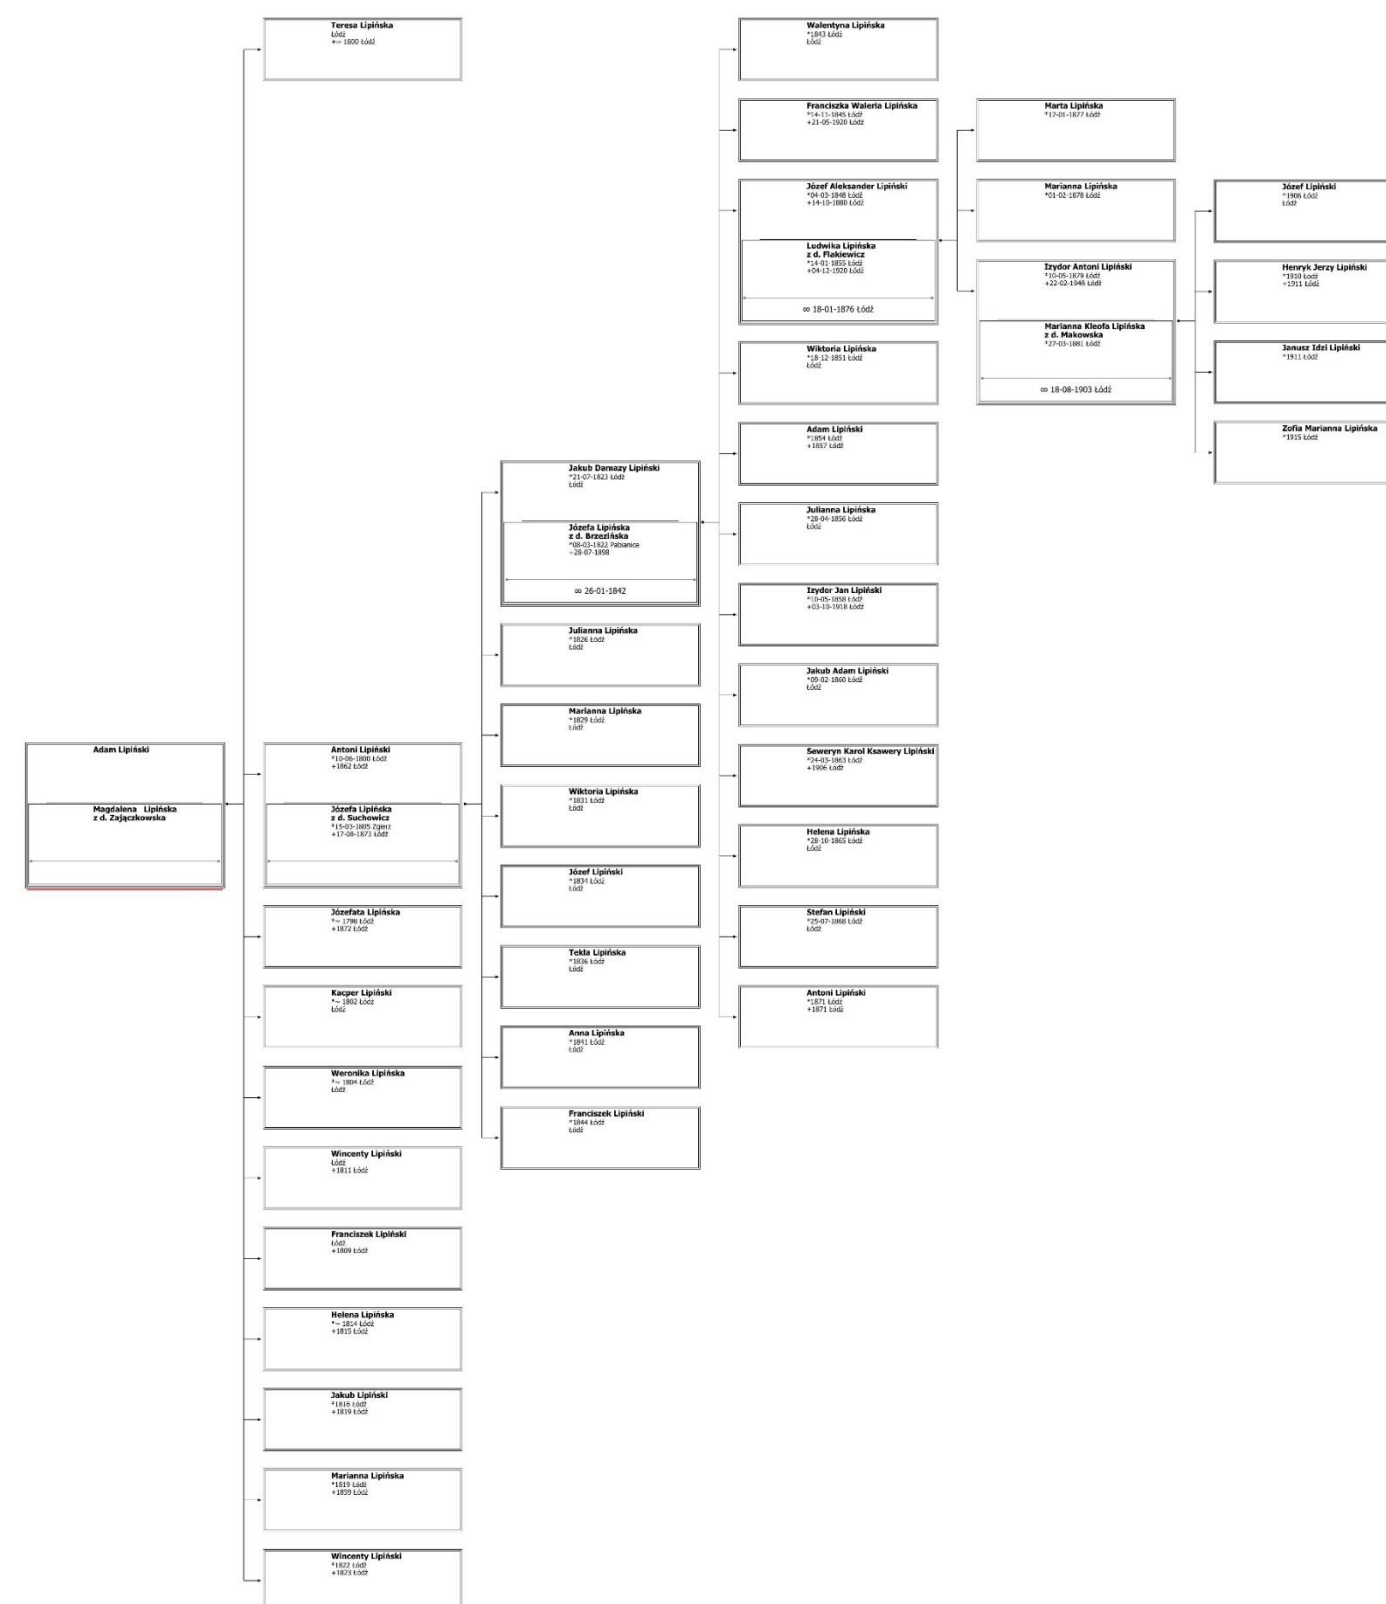 Teresa Lipińska
Łódź
+~ 1800 Łódź
Walentyna Lipińska
*1843 Łódź
Łódź
Franciszka Waleria Lipińska
*14-11-1845 Łódź
+21-05-1920 Łódź
Józef Aleksander Lipiński
*04-03-1848 Łódź
+14-10-1880 Łódź
Ludwika Lipińska
z d. Flakiewicz
*14-01-1855 Łódź
+04-12-1920 Łódź
∞ 18-01-1876 Łódź
Marta Lipińska
*17-01-1877 Łódź
Marianna Lipińska
*01-02-1878 Łódź
Izydor Antoni Lipiński
*10-05-1879 Łódź
+22-02-1948 Łódź
Marianna Kleofa Lipińska
z d. Makowska
*27-03-1881 Łódź
∞ 18-08-1903 Łódź
Józef Lipiński
*1906 Łódź
Łódź
Henryk Jerzy Lipiński
*1910 Łodź
+1911 Łódź
Janusz Idzi Lipiński
*1911 Łódź
Zofia Marianna Lipińska
*1915 Łódź
Wiktoria Lipińska
*18-12-1851 Łódź
Łódź
Adam Lipiński
*1854 Łódź
+1857 Łódź
Julianna Lipińska
*28-04-1856 Łódź
Łódź
Izydor Jan Lipiński
*10-05-1858 Łódź
+03-10-1918 Łódź
Jakub Adam Lipiński
*09-02-1860 Łódź
Łódź
Seweryn Karol Ksawery Lipiński
*24-03-1863 Łódź
+1906 Łódź
Helena Lipińska
*28-10-1865 Łódź
Łódź
Stefan Lipiński
*25-07-1868 Łódź
Łódź
Antoni Lipiński
*1871 Łódź
+1871 Łódź
Jakub Damazy Lipiński
*21-07-1823 Łódź
Łódź
Józefa Lipińska
z d. Brzezińska
*08-03-1822 Pabianice
+28-07-1898
∞ 26-01-1842
Julianna Lipińska
*1826 Łódź
Łódź
Marianna Lipińska
*1829 Łódź
Łódź
Wiktoria Lipińska
*1831 Łódź
Łódź
Józef Lipiński
*1834 Łódź
Łódź
Tekla Lipińska
*1836 Łódź
Łódź
Anna Lipińska
*1841 Łódź
Łódź
Franciszek Lipiński
*1844 Łódź
Łódź
Adam Lipiński
Magdalena Lipińska
z d. Zajączkowska
Antoni Lipiński
*10-06-1800 Łódź
+1862 Łódź
Józefa Lipińska
z d. Suchowicz
*15-03-1805 Zgierz
+17-08-1873 Łódź
Józefata Lipińska
*~ 1798 Łódź
+1872 Łódź
Kacper Lipiński
*~ 1802 Łódź
Łódź
Weronika Lipińska
*~ 1804 Łódź
Łódź
Wincenty Lipiński
Łódź
+1811 Łódź
Franciszek Lipiński
Łódź
+1809 Łódź
Helena Lipińska
*~ 1814 Łódź
+1815 Łódź
Jakub Lipiński
*1816 Łódź
+1819 Łódź
Marianna Lipińska
*1819 Łódź
+1859 Łódź
Wincenty Lipiński
*1822 Łódź
+1823 Łódź